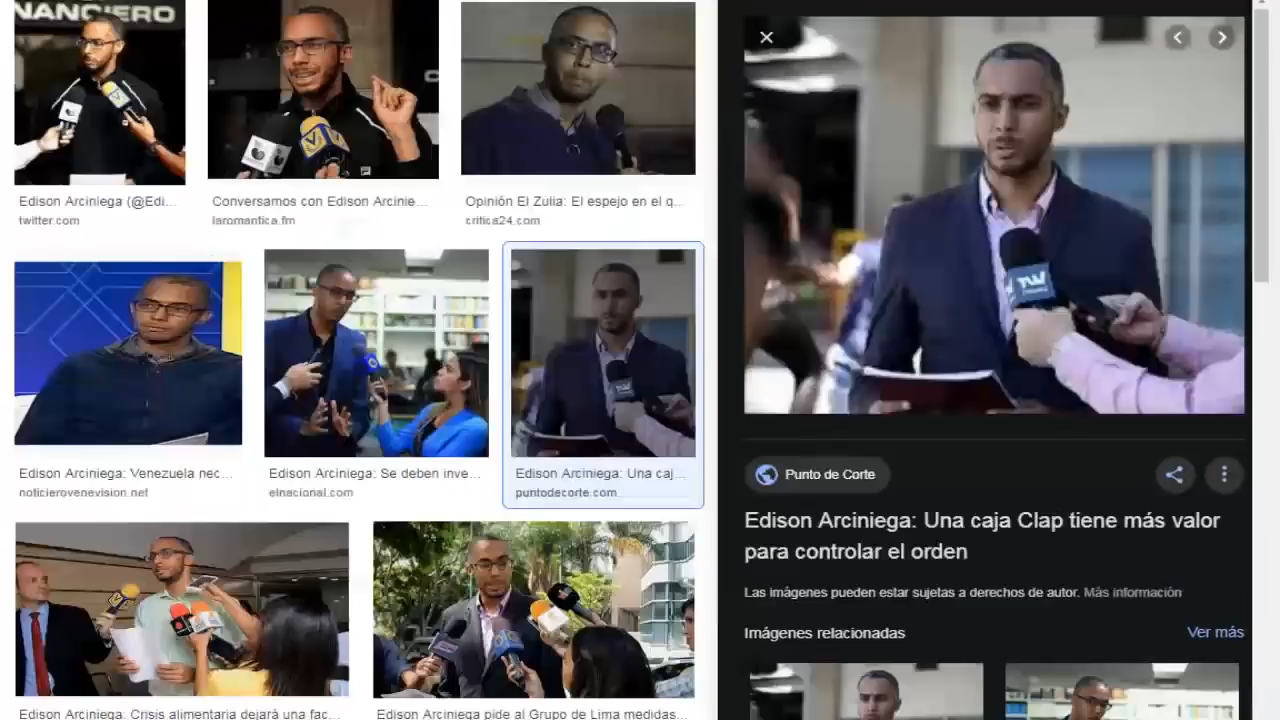 NANCIERO
Edison Arciniega (@Edi...
twitter.com
Conversamos con Edison Arcinie...
laromantica.fm
Opinión El Zulia: El espejo en el q...
critica24.com
Edison Arciniega: Venezuela nec...
noticierovenevision.net
Edison Arciniega: Se deben inve...
elnacional.com
Edison Arciniega: Una caj...
puntodecorte.com
Edison Arciniega: Crisis alimentaria dejará una fac...
Edison Arciniega pide al Grupo de Lima medidas...
Punto de Corte
Edison Arciniega: Una caja Clap tiene más valor
para controlar el orden
Las imágenes pueden estar sujetas a derechos de autor. Más información
Imágenes relacionadas
Ver más